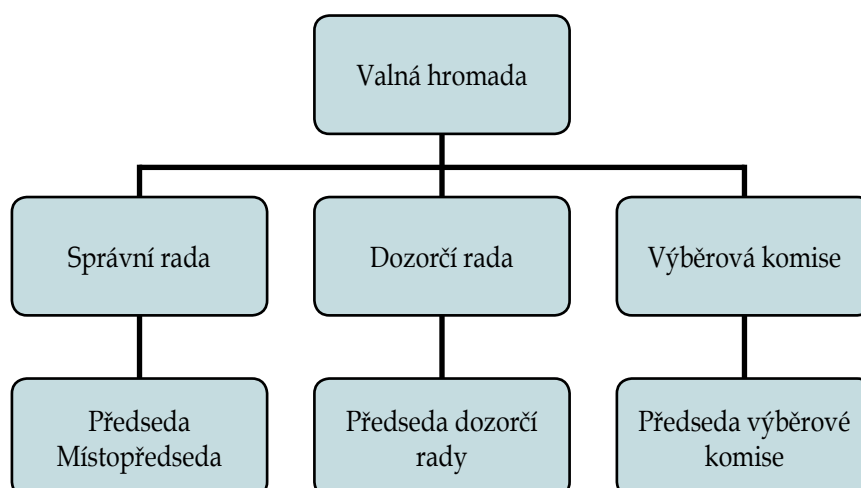 Valná hromada
Správní rada
Dozorčí rada
Výběrová komise
Předseda
Místopředseda
Předseda dozorčí
rady
Předseda výběrové
komise